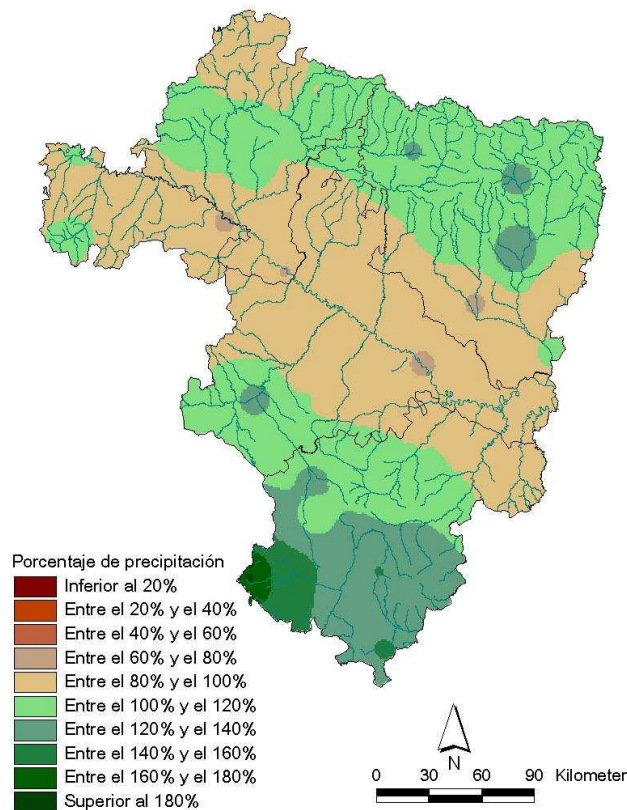 Porcentaje de precipitación
Inferior al 20%
Entre el 20% y el 40%
Entre el 40% y el 60%
Entre el 60% y el 80%
Entre el 80% y el 100%
Entre el 100% y el 120%
Entre el 120% y el 140%
Entre el 140% y el 160%
Entre el 160% y el 180%
Superior al 180%
N
0 30 60 90 Kilometer